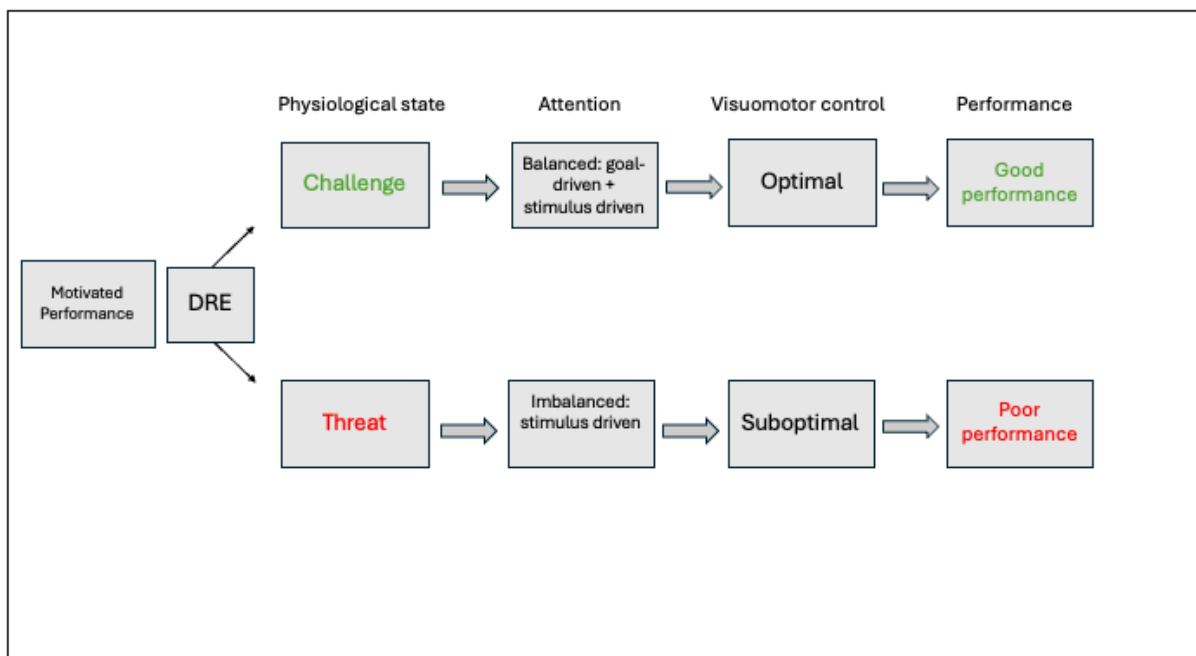 Physiological state
Attention
Visuomotor control
Performance
Challenge
Balanced: goal-
driven +
stimulus driven
Optimal
Good
performance
Motivated
Performance
DRE
Threat
Imbalanced:
stimulus driven
Suboptimal
Poor
performance